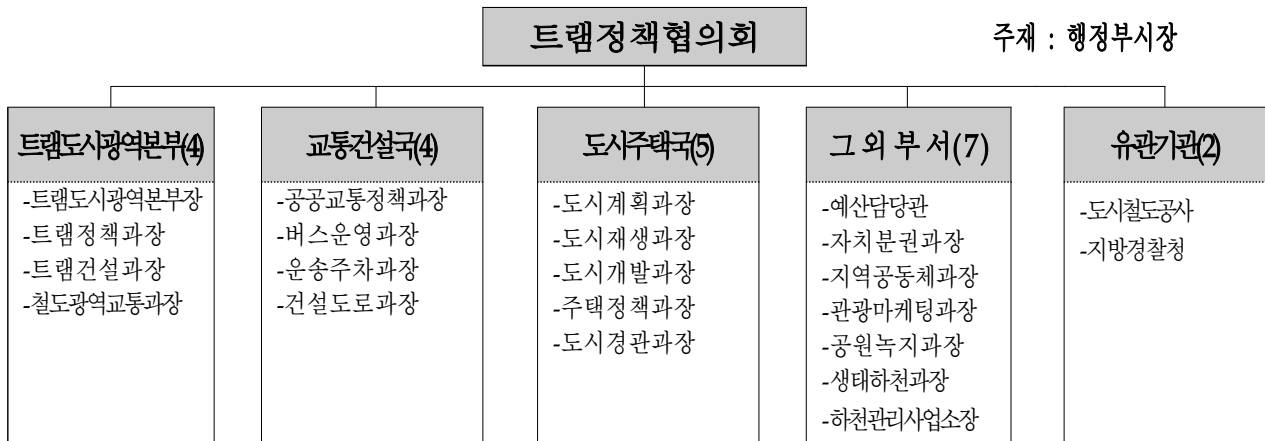 트램정책협의회
주재 : 행정부시장
트램도시광역본부(4)
-트램도시광역본부장
-트램정책과장
-트램건설과장
-철도광역교통과장
교통건설국(4)
-공공교통정책과장
-버스운영과장
-운송주차과장
-건설도로과장
도시주택국(5)
-도시계획과장
-도시재생과장
-도시개발과장
-주택정책과장
-도시경관과장
그 외 부 서(7)
-예산담당관
-자치분권과장
-지역공동체과장
-관광마케팅과장
-공원녹지과장
-생태하천과장
-하천관리사업소장
유관기관(2)
-도시철도공사
-지방경찰청